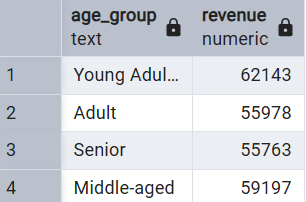 age_group revenue
text numeric
1 Young Adul... 62143
2 Adult 55978
3 Senior 55763
4 Middle-aged 59197